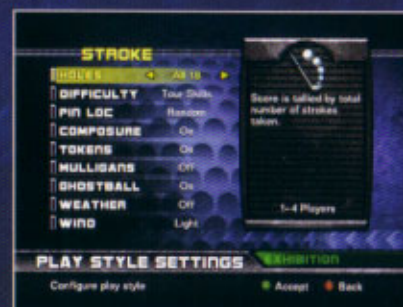 STROKE
HOLES All 18
DIFFICULTY Tour Skills
PIN LOC Random
COMPOSURE On
TOKENS On
MULLIGANS Off
GHOSTBALL On
WEATHER Off
WIND Light
Score is tallied by total
number of strokes
taken.
1-4 Players
PLAY STYLE SETTINGS EXHIBITION
Configure play style
Accept Back